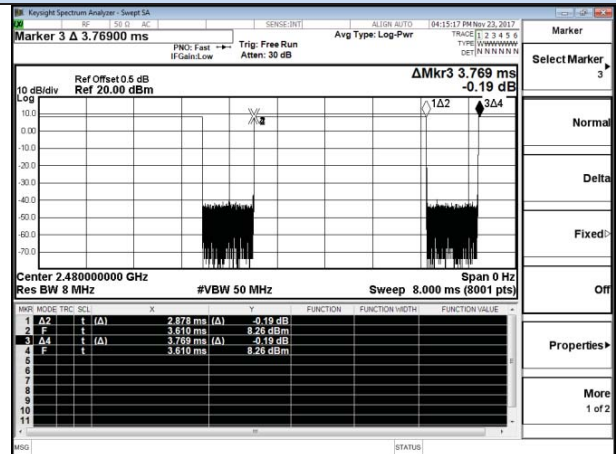 Keysight Spectrum Analyzer - Swept SA
RF 50 Ω AC SENSE:INT ALIGN AUTO 04:15:17 PM Nov 23, 2017
Marker 3 Δ 3.76900 ms
PNO: Fast
IFGain:Low
Trig: Free Run
Atten: 30 dB
Avg Type: Log-Pwr
TRACE 1 2 3 4 5 6
TYPE WWWWWW
DET N N N N N N
ΔMkr3 3.769 ms
-0.19 dB
Ref Offset 0.5 dB
Ref 20.00 dBm
10 dB/div
Log
10.0
0.00
-10.0
-20.0
-30.0
-40.0
-50.0
-60.0
-70.0
1Δ2
3Δ4
Center 2.480000000 GHz
Span 0 Hz
Res BW 8 MHz
#VBW 50 MHz
Sweep 8.000 ms (8001 pts)
MKR MODE TRC SCL X Y FUNCTION FUNCTION WIDTH FUNCTION VALUE
1 Δ2 t (Δ) 2.878 ms (Δ) -0.19 dB
2 F t 3.610 ms 8.26 dBm
3 Δ4 t (Δ) 3.769 ms (Δ) -0.19 dB
4 F t 3.610 ms 8.26 dBm
5
6
7
8
9
10
11
MSG
STATUS
Marker
Select Marker
3
Normal
Delta
Fixed
Off
Properties
More
1 of 2